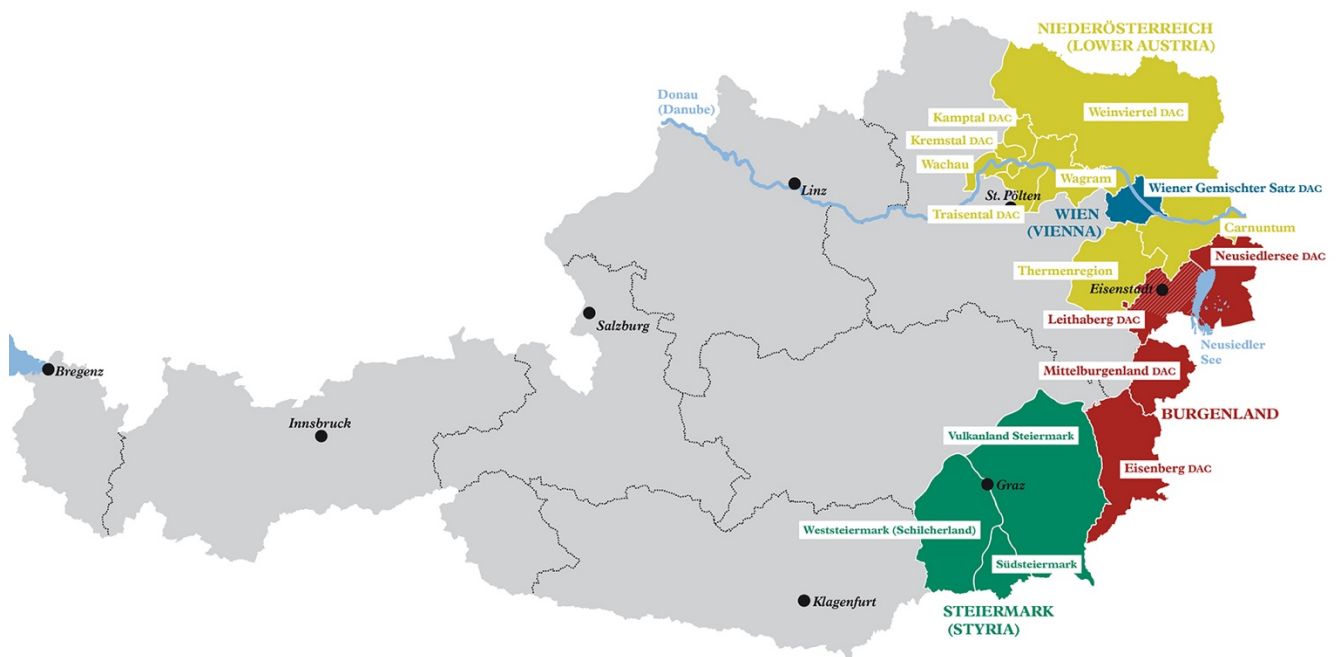 NIEDERÖSTERREICH
(LOWER AUSTRIA)
Donau
(Danube)
Kamptal DAC
Weinviertel DAC
Kremstal DAC
Wachau
Linz
Wagram
Wiener Gemischter Satz DAC
St. Pölten
Traisental DAC
WIEN
(VIENNA)
Carnuntum
Neusiedlersee DAC
Thermenregion
Eisenstadt
Leithaberg DAC
Salzburg
Neusiedler
See
Bregenz
Mittelburgenland DAC
BURGENLAND
Innsbruck
Vulkanland Steiermark
Eisenberg DAC
Graz
Weststeiermark (Schilcherland)
Südsteiermark
Klagenfurt
STEIERMARK
(STYRIA)